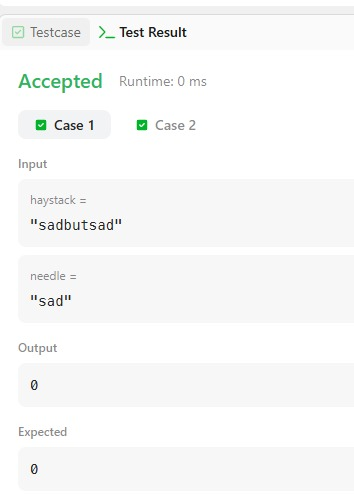 Testcase Test Result
Accepted Runtime: 0 ms
Case 1 Case 2
Input
haystack =
"sadbutsad"
needle =
"sad"
Output
0
Expected
0